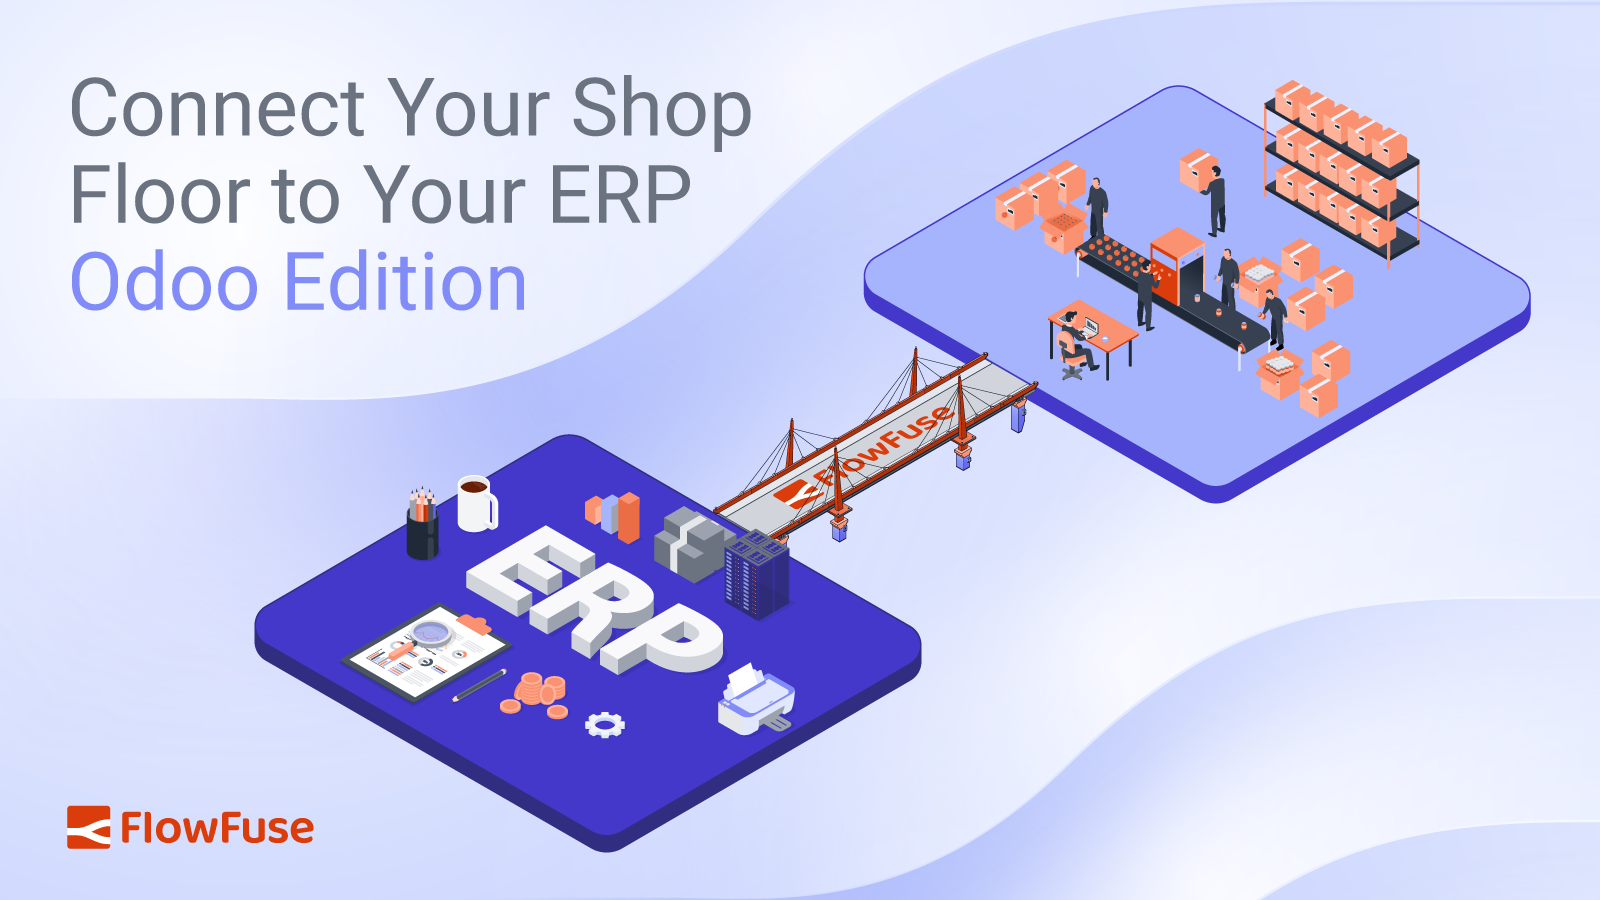 Connect Your Shop
Floor to Your ERP
Odoo Edition
FlowFuse
ERP
FlowFuse